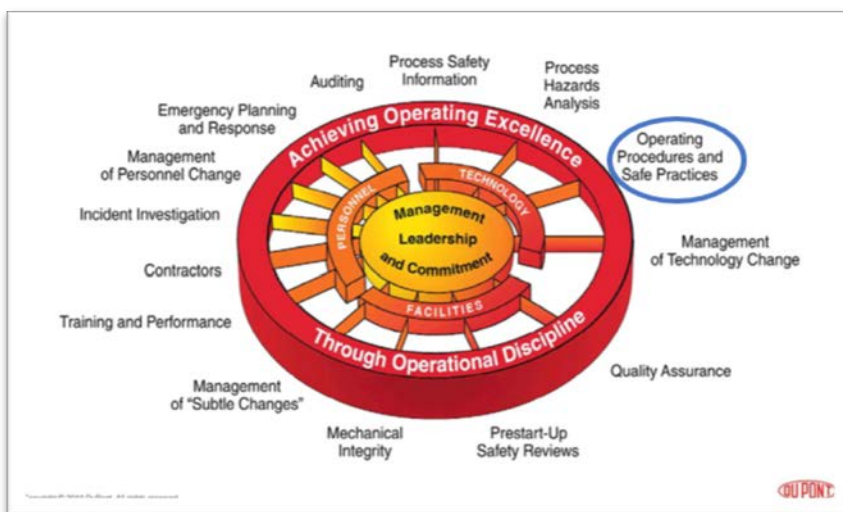 Process Safety
Information
Process
Hazards
Analysis
Auditing
Emergency Planning
and Response
Operating
Procedures and
Safe Practices
Management
of Personnel Change
Incident Investigation
Management
of Technology Change
Contractors
Training and Performance
Quality Assurance
Management
of “Subtle Changes”
Mechanical
Integrity
Prestart-Up
Safety Reviews
Achieving Operating Excellence
PERSONNEL
TECHNOLOGY
Management
Leadership
and Commitment
FACILITIES
Through Operational Discipline
DUPONT